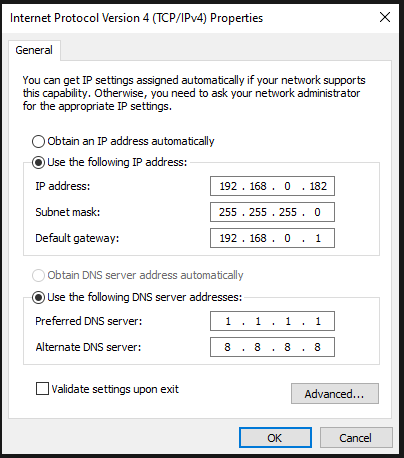 Internet Protocol Version 4 (TCP/IPv4) Properties
General
You can get IP settings assigned automatically if your network supports
this capability. Otherwise, you need to ask your network administrator
for the appropriate IP settings.
Obtain an IP address automatically
Use the following IP address:
IP address: 192 . 168 . 0 . 182
Subnet mask: 255 . 255 . 255 . 0
Default gateway: 192 . 168 . 0 . 1
Obtain DNS server address automatically
Use the following DNS server addresses:
Preferred DNS server: 1 . 1 . 1 . 1
Alternate DNS server: 8 . 8 . 8 . 8
Validate settings upon exit
Advanced...
OK Cancel